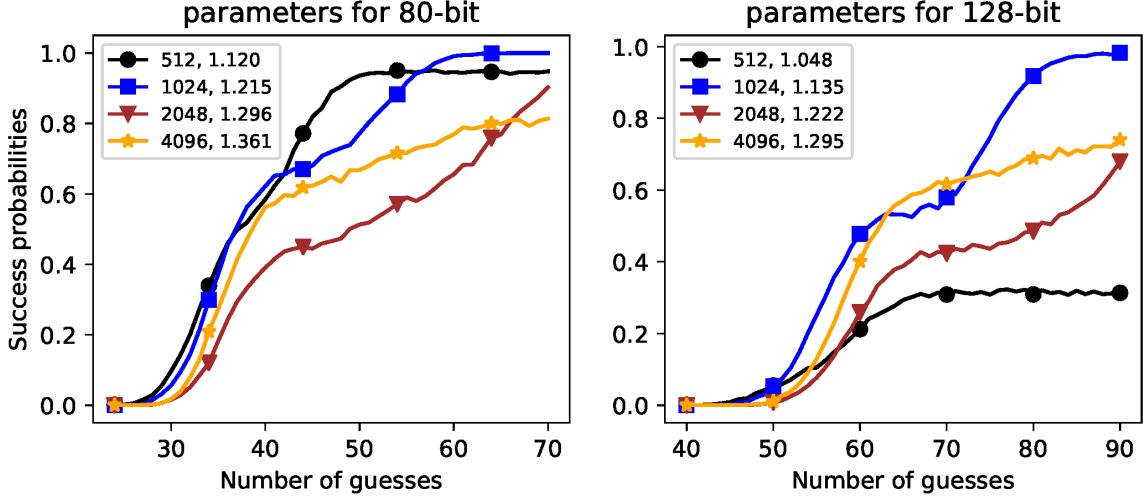 parameters for 80-bit
512, 1.120
1024, 1.215
2048, 1.296
4096, 1.361
Success probabilities
1.0
0.8
0.6
0.4
0.2
0.0
30 40 50 60 70
Number of guesses
parameters for 128-bit
512, 1.048
1024, 1.135
2048, 1.222
4096, 1.295
1.0
0.8
0.6
0.4
0.2
0.0
40 50 60 70 80 90
Number of guesses